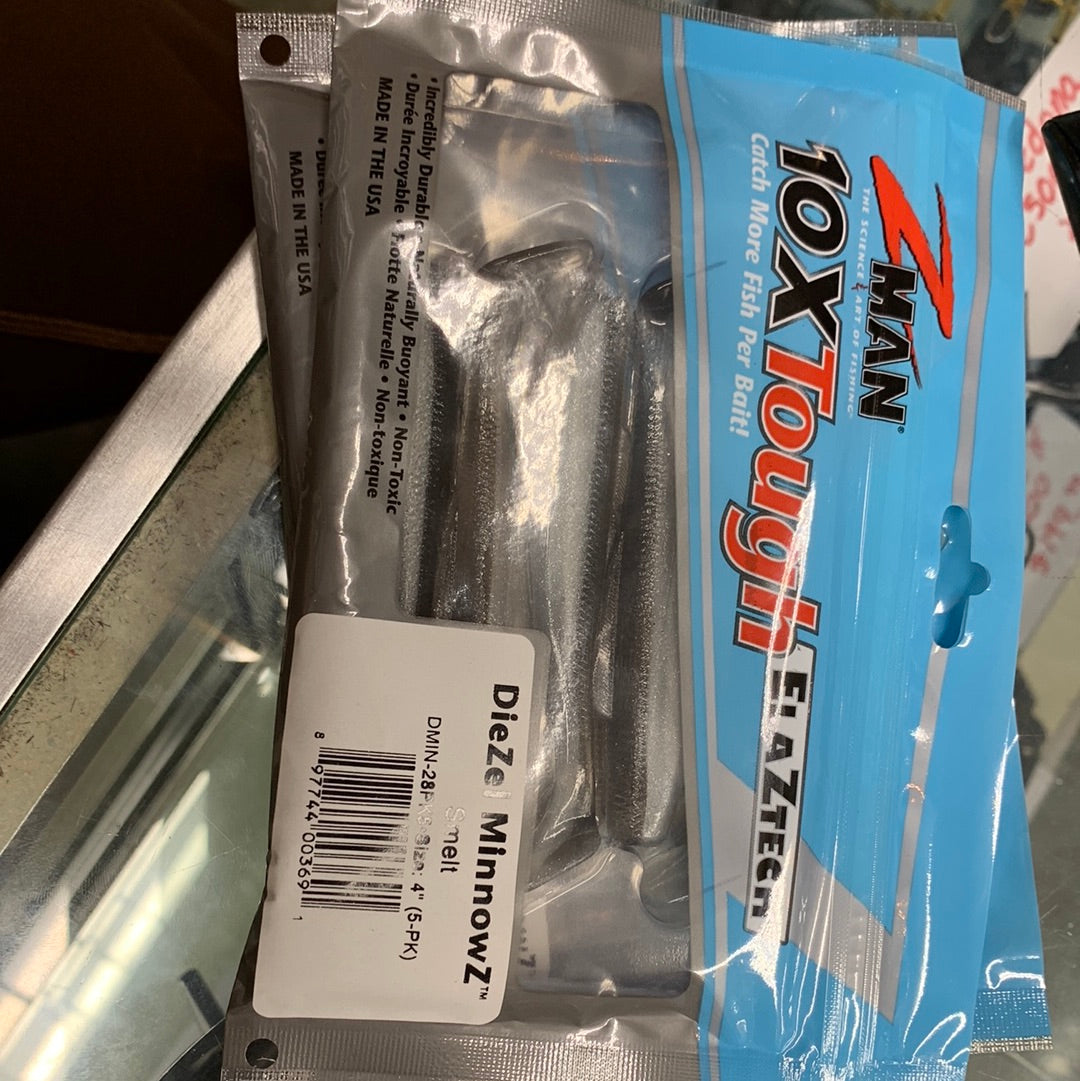 Z MAN®
THE SCIENCE & ART OF FISHING
10X Tough ELAZTECH
Catch More Fish Per Bait!
• Incredibly Durable • Naturally Buoyant • Non-Toxic
• Durée Incroyable • Flotte Naturelle • Non-toxique
MADE IN THE USA
MADE IN THE USA
DieZel MinnowZ™
Smelt
DMIN-28PK5 Size: 4" (5-PK)
8 97744 00369 1